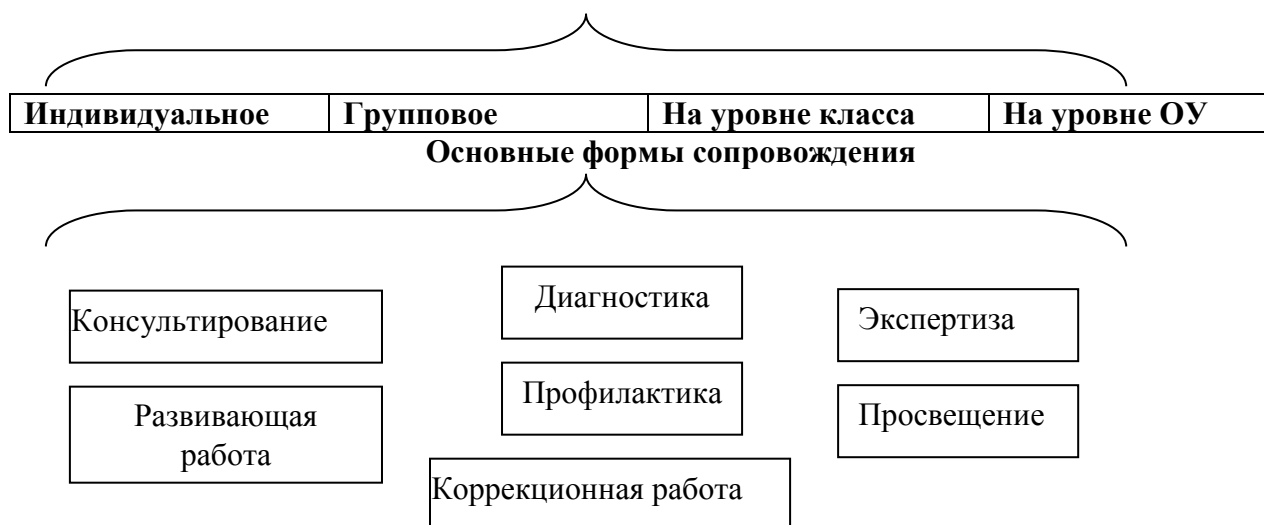 Индивидуальное Групповое На уровне класса На уровне ОУ
Основные формы сопровождения
Консультирование
Диагностика
Экспертиза
Развивающая
работа
Профилактика
Просвещение
Коррекционная работа